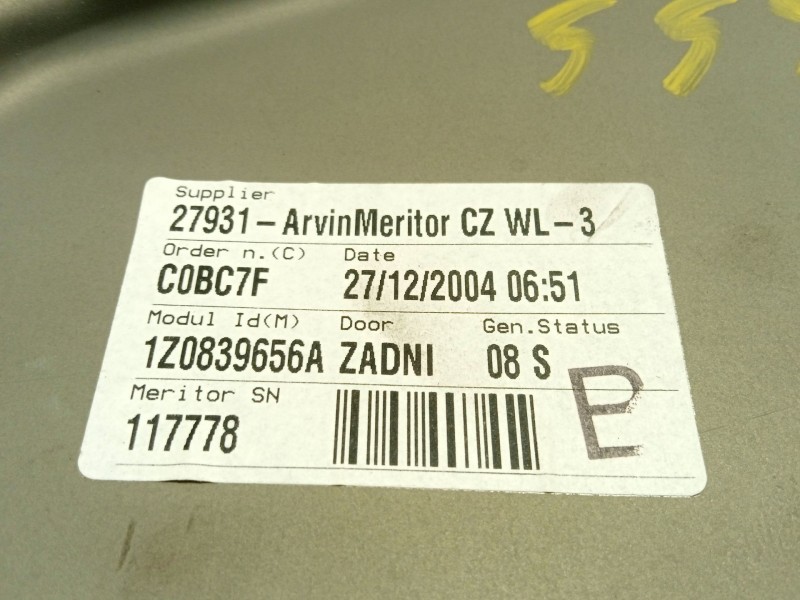 Supplier
27931-ArvinMeritor CZ WL-3
Order n.(C) Date
C0BC7F 27/12/2004 06:51
Modul Id(M) Door Gen.Status
1Z0839656A ZADNI 08 S
Meritor SN
117778
B